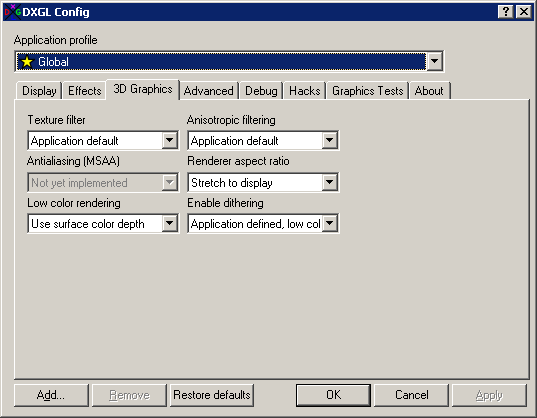 DXGL Config
Application profile
Global
Display Effects 3D Graphics Advanced Debug Hacks Graphics Tests About
Texture filter Anisotropic filtering
Application default Application default
Antialiasing (MSAA) Renderer aspect ratio
Not yet implemented Stretch to display
Low color rendering Enable dithering
Use surface color depth Application defined, low col
Add... Remove Restore defaults OK Cancel Apply